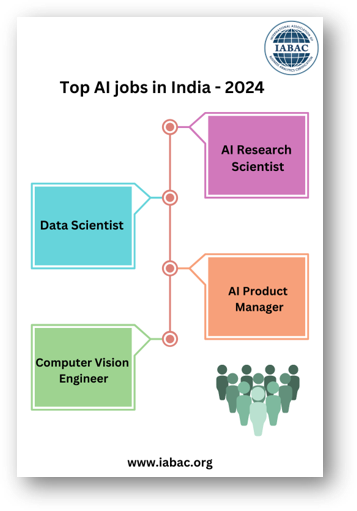 IABAC
Top AI jobs in India - 2024
AI Research
Scientist
Data Scientist
AI Product
Manager
Computer Vision
Engineer
www.iabac.org